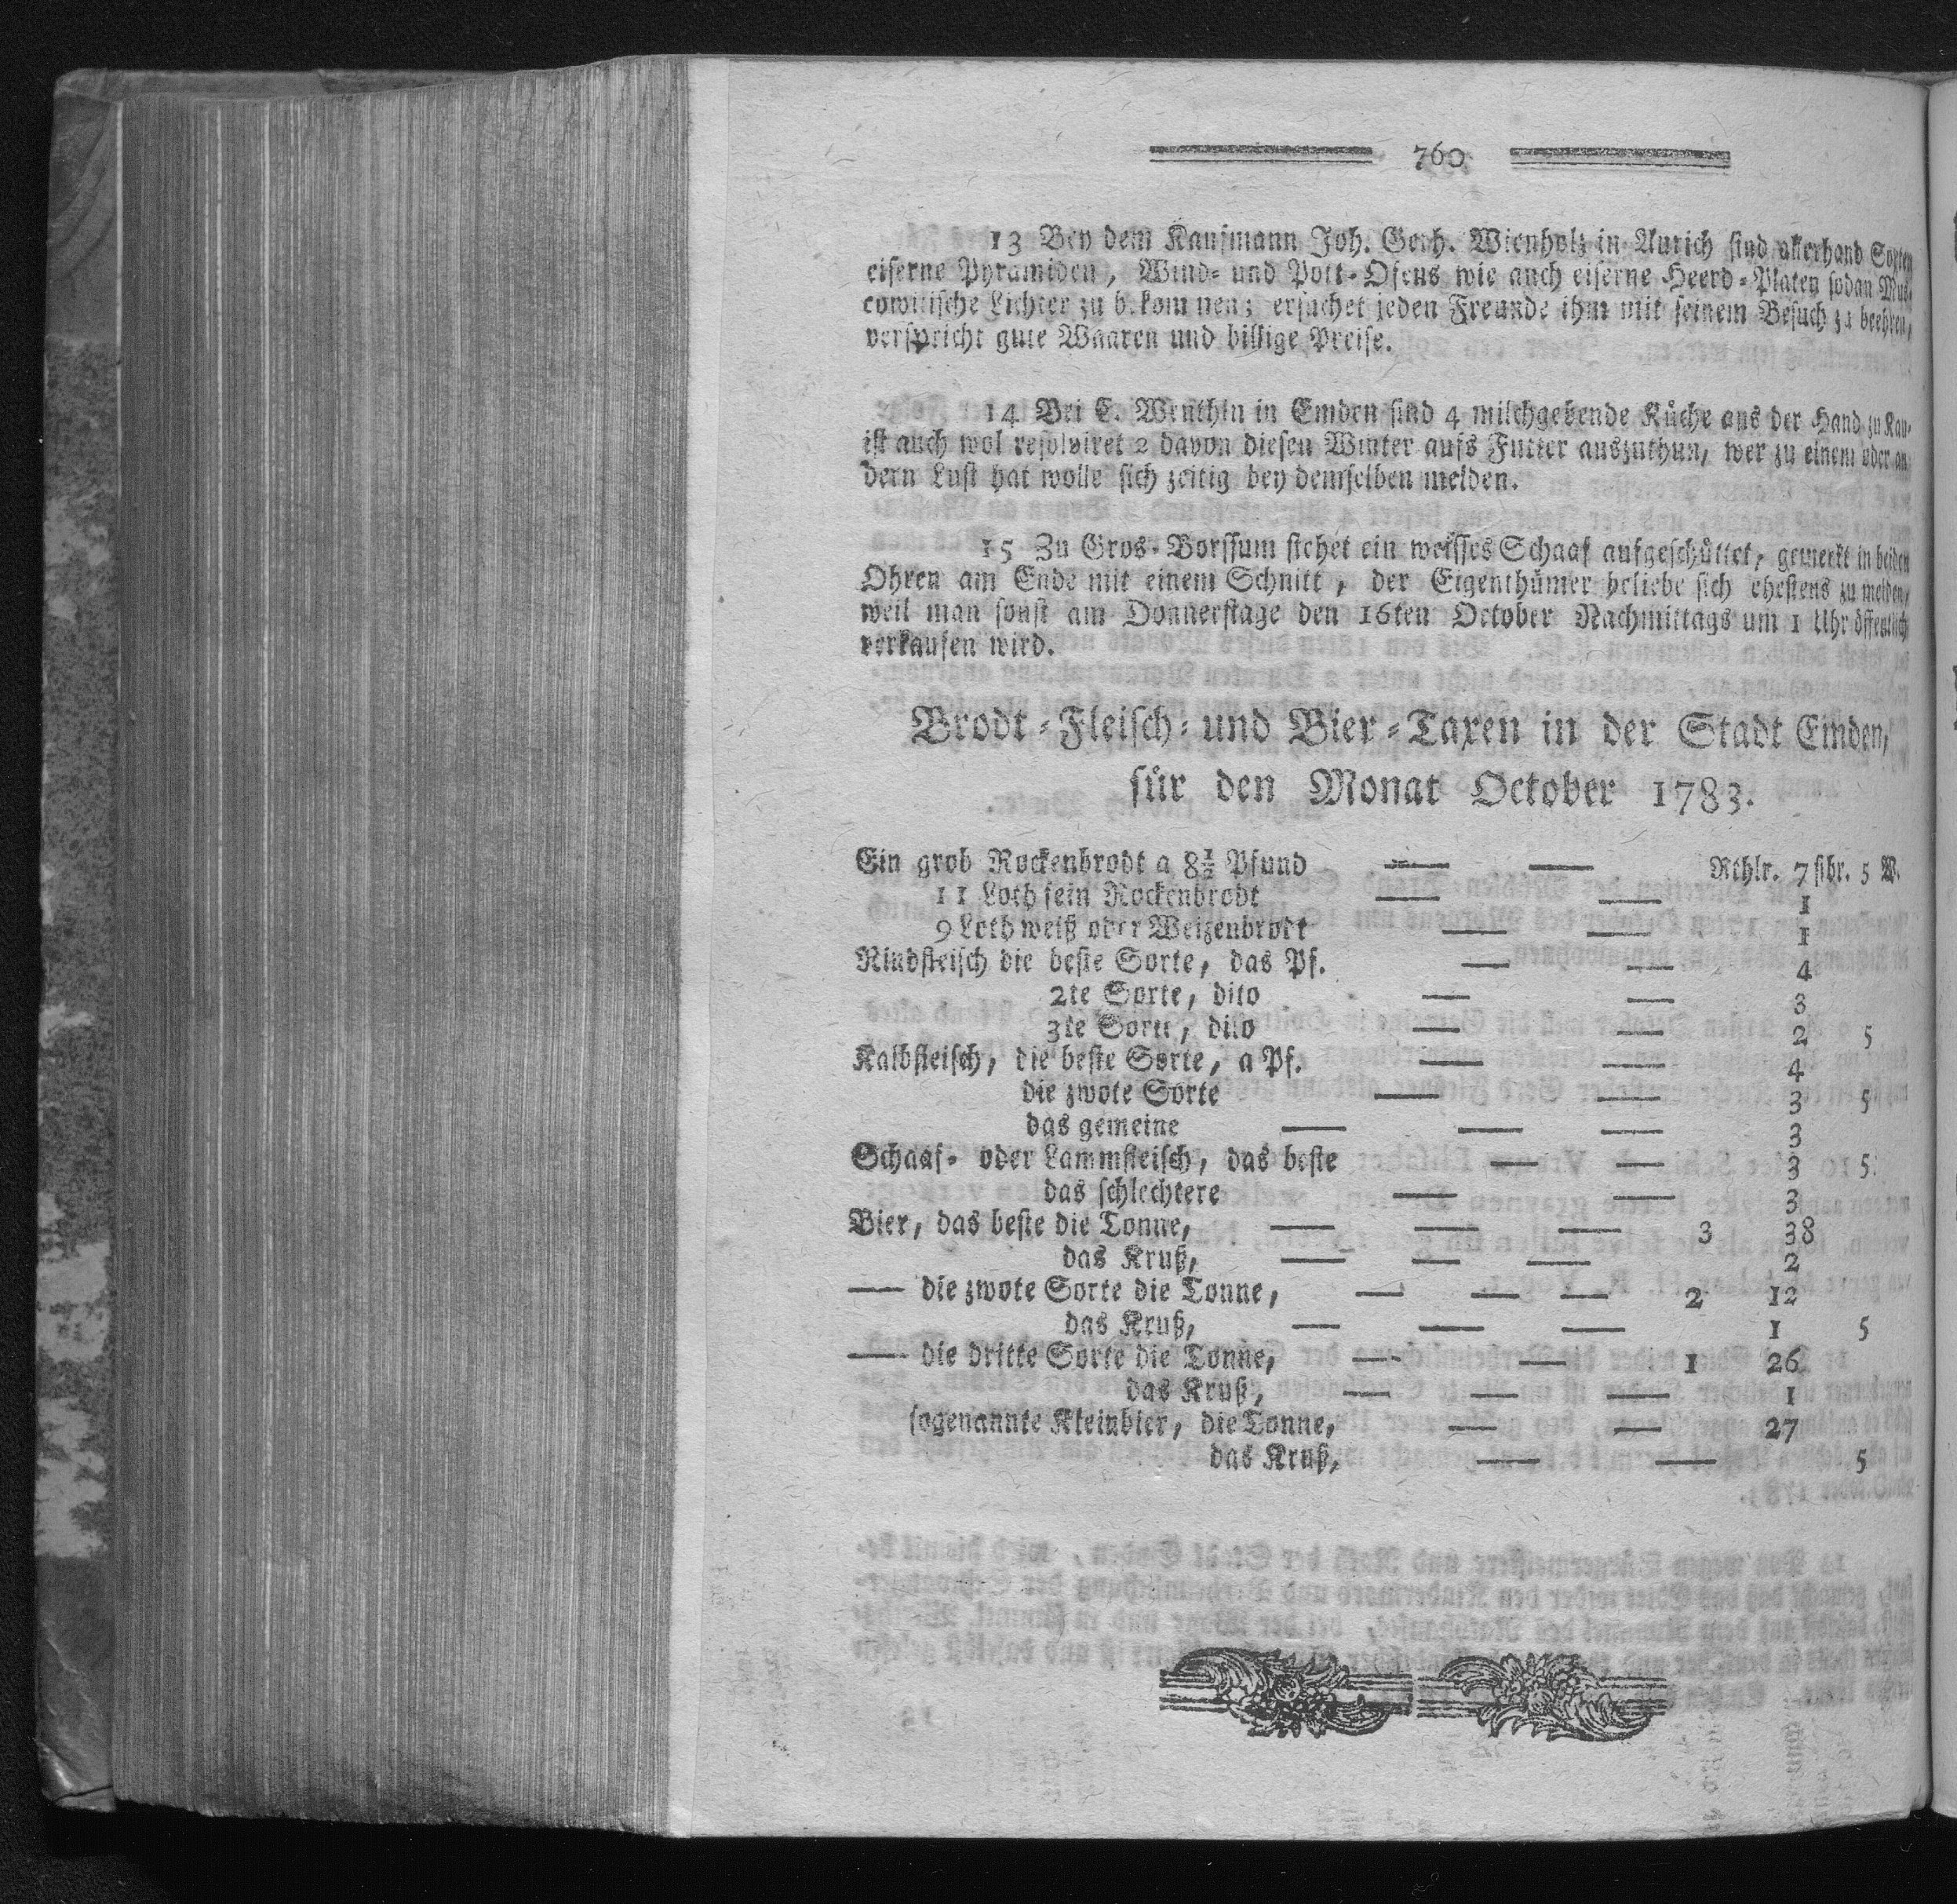 760
13 Bey dem Kaufmann Joh. Gerh. Wienholz in Aurich sind allerhand Sorten
eiserne Pyramiden, Wind- und Pott-Ofens wie auch eiserne Heerd-Platen sodan Mus-
cowitische Lichter zu bekommen; ersuchet jeden Freunde ihm mit seinem Besuch zu beehren,
verspricht gute Waaren und billige Preise.
14 Bei C. Wenthin in Emden sind 4 milchgebende Kühe aus der Hand zu Kau-
ist auch wol resolviret 2 davon diesen Winter aufs Futter auszuthun, wer zu einem oder an
dern Lust hat wolle sich zeitig bey demselben melden.
15 Zu Gros-Borssum stehet ein weisses Schaaf aufgeschüttet, gemerkt in beiden
Ohren am Ende mit einem Schnitt, der Eigenthümer beliebe sich ehestens zu melden,
weil man sonst am Donnerstage den 16ten October Nachmittags um 1 Uhr öffentlich
verkaufen wird.
Brodt-Fleisch- und Bier-Taxen in der Stadt Emden,
für den Monat October 1783.
Ein grob Rockenbrodt a 8½ Pfund — — Rthlr. 7 stbr. 5 W.
11 Loth fein Rockenbrodt — — 1
9 Loth weiß oder Weizenbrodt — — 1
Rindfleisch die beste Sorte, das Pf. — — 4
2te Sorte, dito — — 3
3te Sorte, dito — — 2 5
Kalbfleisch, die beste Sorte, a Pf. — — 4
die zwote Sorte — — 3 5
das gemeine — — — 3
Schaaf- oder Lammfleisch, das beste — — 3 5
das schlechtere — — 3
Bier, das beste die Tonne, — — — 3 38
das Kruß, — — — 2
— die zwote Sorte die Tonne, — — — 2 12
das Kruß, — — — 1 5
— die dritte Sorte die Tonne, — — 1 26
das Kruß, — — — 1
sogenannte Kleinbier, die Tonne, — — 27
das Kruß, — — 5